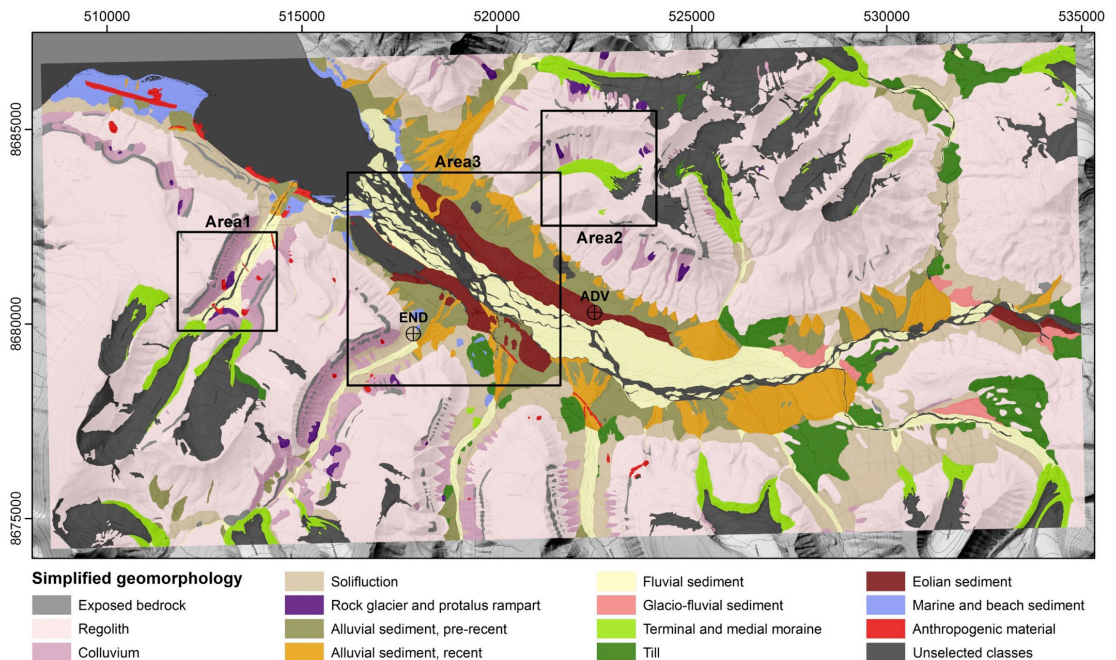 510000 515000 520000 525000 530000 535000
8685000
8680000
8675000
Area3
Area1
Area2
ADV
END
Simplified geomorphology
Exposed bedrock
Regolith
Colluvium
Solifluction
Rock glacier and protalus rampart
Alluvial sediment, pre-recent
Alluvial sediment, recent
Fluvial sediment
Glacio-fluvial sediment
Terminal and medial moraine
Till
Eolian sediment
Marine and beach sediment
Anthropogenic material
Unselected classes